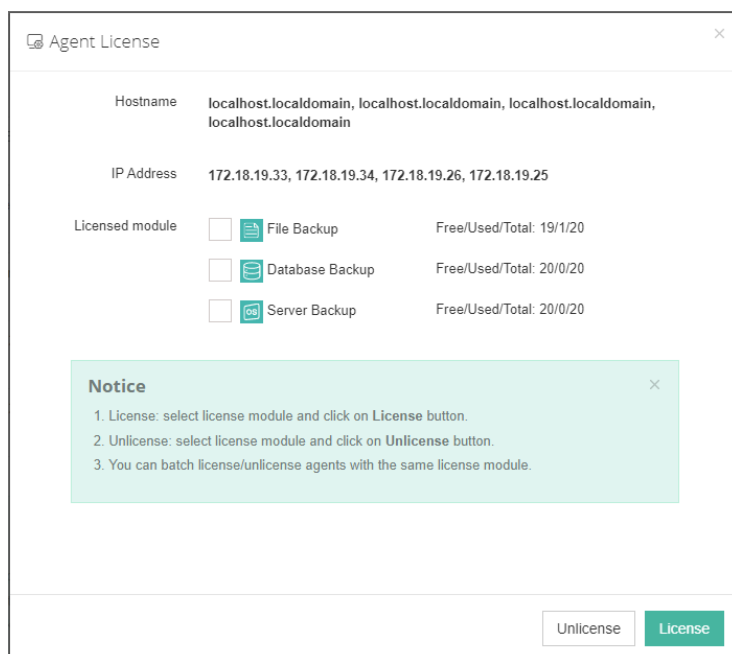 Agent License
Hostname localhost.localdomain, localhost.localdomain, localhost.localdomain,
localhost.localdomain
IP Address 172.18.19.33, 172.18.19.34, 172.18.19.26, 172.18.19.25
Licensed module File Backup Free/Used/Total: 19/1/20
Database Backup Free/Used/Total: 20/0/20
OS Server Backup Free/Used/Total: 20/0/20
Notice
1. License: select license module and click on License button.
2. Unlicense: select license module and click on Unlicense button.
3. You can batch license/unlicense agents with the same license module.
Unlicense License